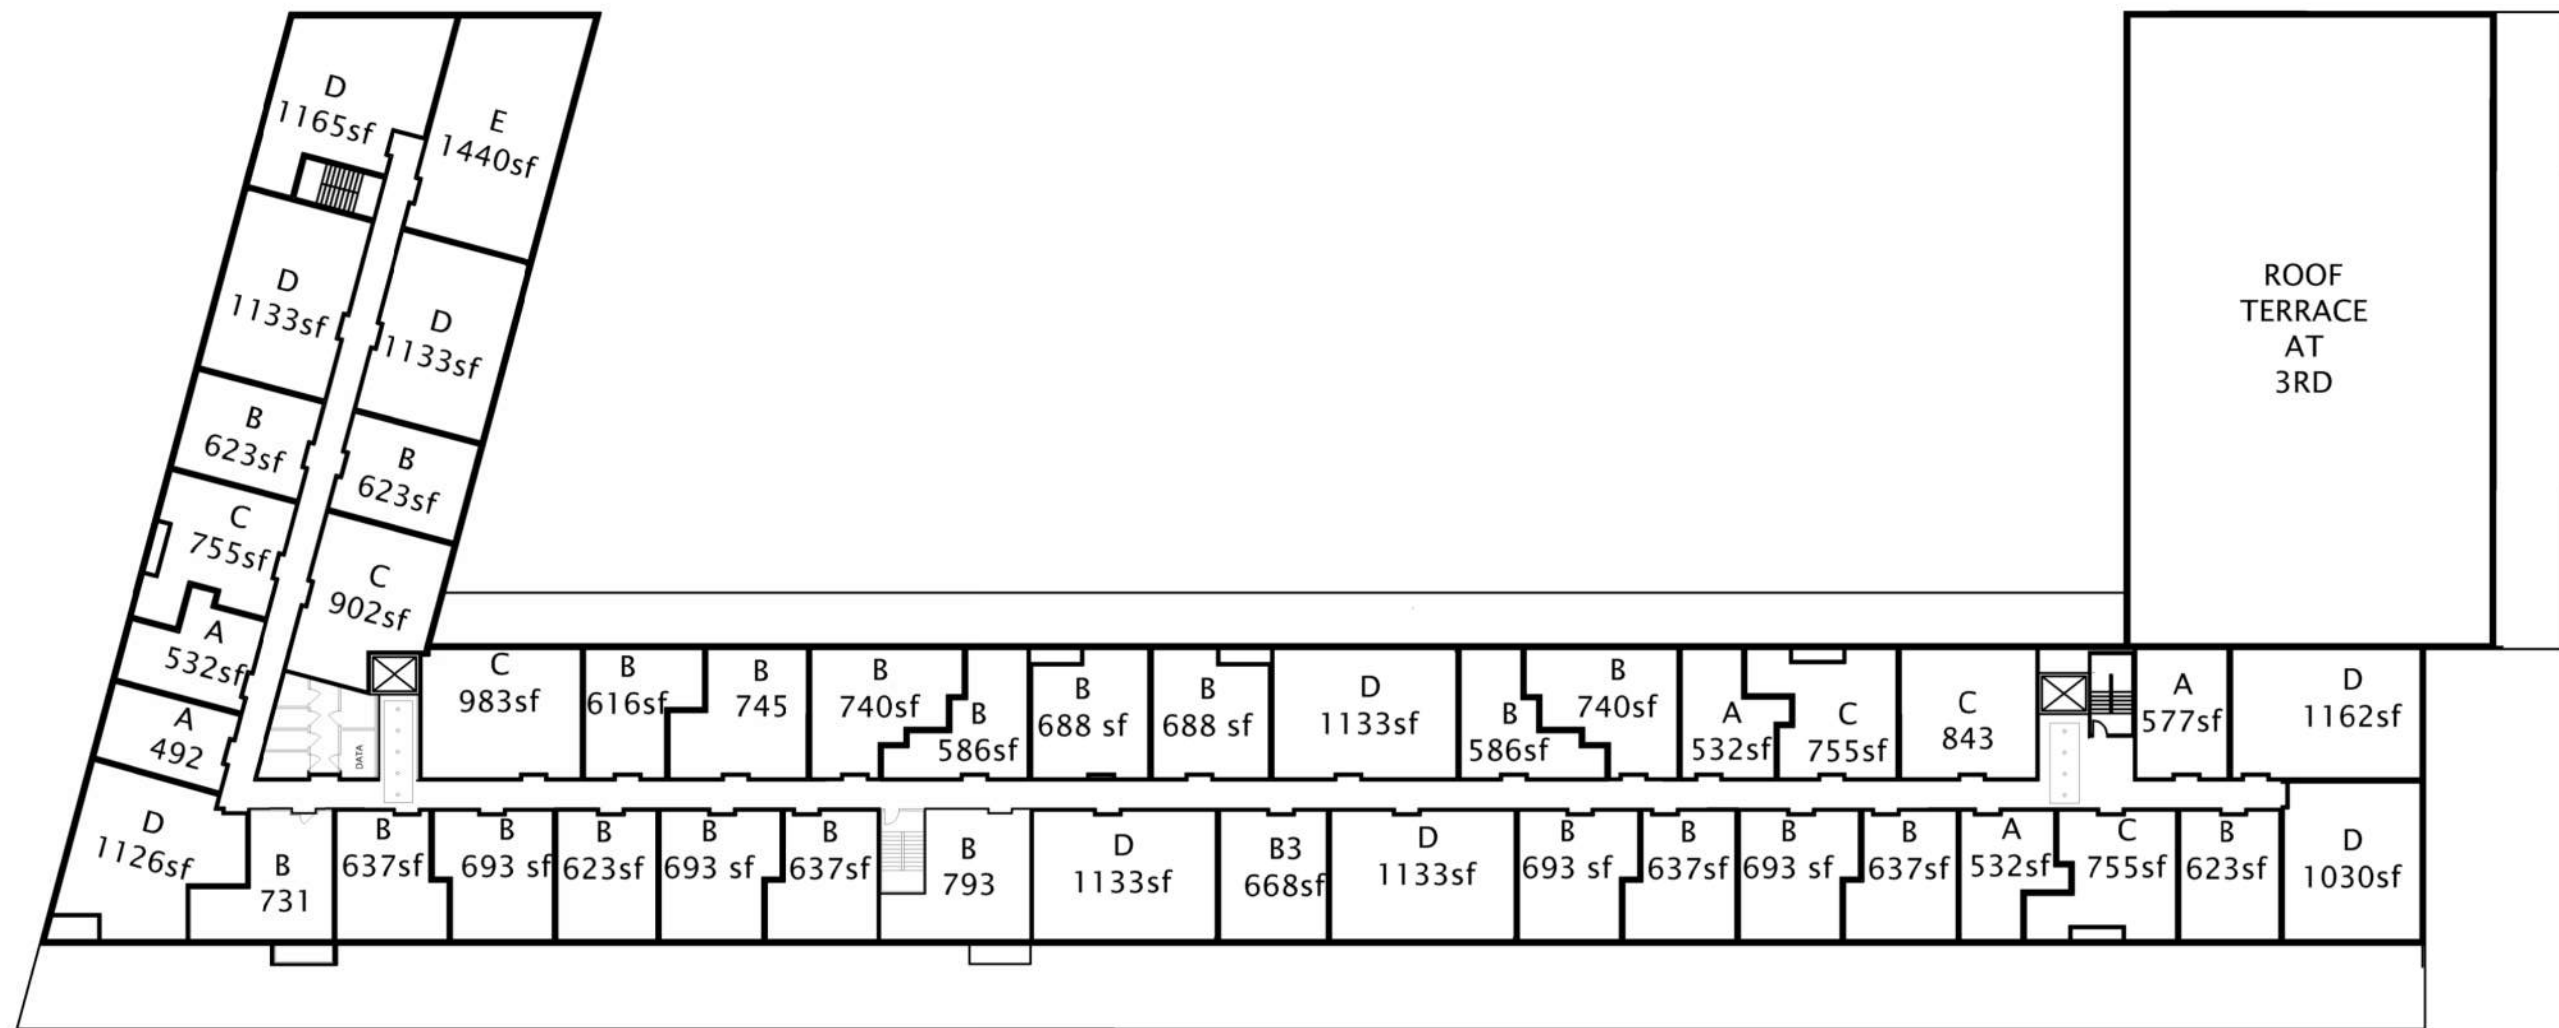 D
1165sf
E
1440sf
D
1133sf
D
1133sf
B
623sf
B
623sf
C
755sf
C
902sf
A
532sf
A
492
D
1126sf
ROOF
TERRACE
AT
3RD
DATA
C
983sf
B
616sf
B
745
B
740sf
B
586sf
B
688 sf
B
688 sf
D
1133sf
B
586sf
B
740sf
A
532sf
C
755sf
C
843
A
577sf
D
1162sf
B
731
B
637sf
B
693 sf
B
623sf
B
693 sf
B
637sf
B
793
D
1133sf
B3
668sf
D
1133sf
B
693 sf
B
637sf
B
693 sf
B
637sf
A
532sf
C
755sf
B
623sf
D
1030sf